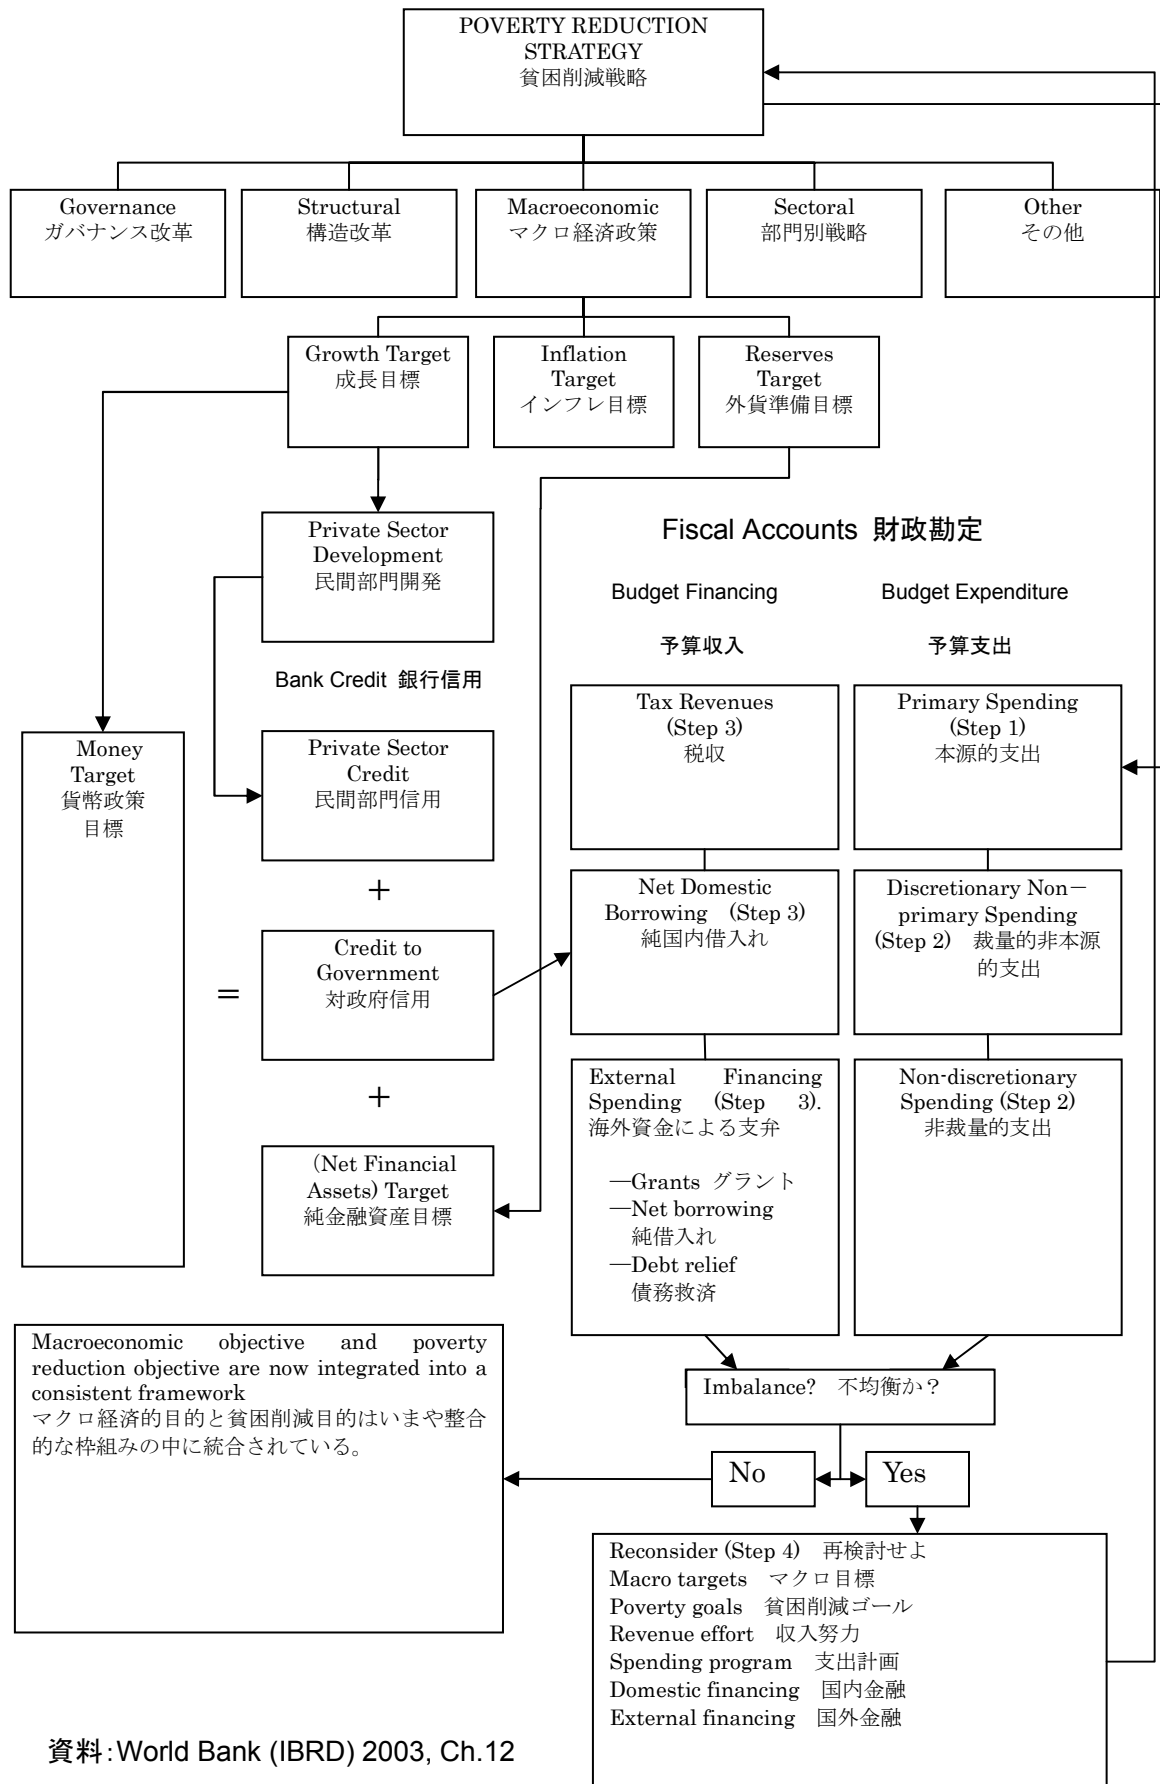 POVERTY REDUCTION
STRATEGY
貧困削減戦略
Governance
ガバナンス改革
Structural
構造改革
Macroeconomic
マクロ経済政策
Sectoral
部門別戦略
Other
その他
Growth Target
成長目標
Inflation
Target
インフレ目標
Reserves
Target
外貨準備目標
Private Sector
Development
民間部門開発
Fiscal Accounts 財政勘定
Budget Financing
予算収入
Budget Expenditure
予算支出
Bank Credit 銀行信用
Money
Target
貨幣政策
目標
=
Private Sector
Credit
民間部門信用
+
Credit to
Government
対政府信用
+
(Net Financial
Assets) Target
純金融資産目標
Tax Revenues
(Step 3)
税収
Net Domestic
Borrowing (Step 3)
純国内借入れ
External Financing
Spending (Step 3).
海外資金による支弁
—Grants グラント
—Net borrowing
純借入れ
—Debt relief
債務救済
Primary Spending
(Step 1)
本源的支出
Discretionary Non－
primary Spending
(Step 2) 裁量的非本源
的支出
Non-discretionary
Spending (Step 2)
非裁量的支出
Imbalance? 不均衡か？
No
Yes
Macroeconomic objective and poverty
reduction objective are now integrated into a
consistent framework
マクロ経済的目的と貧困削減目的はいまや整合
的な枠組みの中に統合されている。
Reconsider (Step 4) 再検討せよ
Macro targets マクロ目標
Poverty goals 貧困削減ゴール
Revenue effort 収入努力
Spending program 支出計画
Domestic financing 国内金融
External financing 国外金融
資料：World Bank (IBRD) 2003, Ch.12